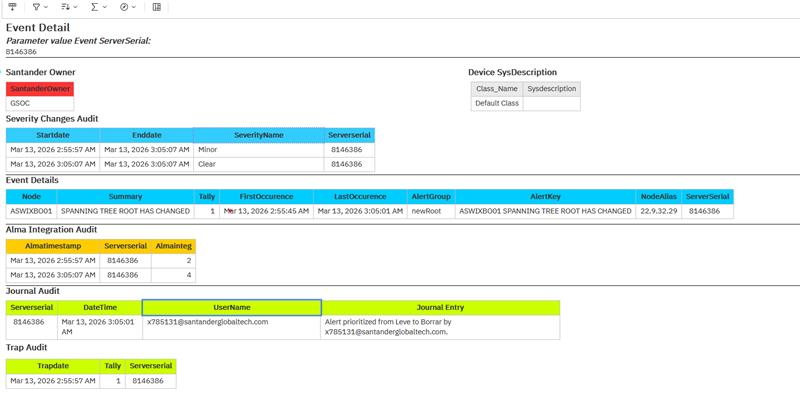 Event Detail
Parameter value Event ServerSerial:
8146386
Santander Owner
SantanderOwner
GSOC
Device SysDescription
Class_Name Sysdescription
Default Class
Severity Changes Audit
Startdate Enddate SeverityName Serverserial
Mar 13, 2026 2:55:57 AM Mar 13, 2026 3:05:07 AM Minor 8146386
Mar 13, 2026 3:05:07 AM Mar 13, 2026 3:05:07 AM Clear 8146386
Event Details
Node Summary Tally FirstOccurence LastOccurence AlertGroup AlertKey NodeAlias ServerSerial
ASWIXBO01 SPANNING TREE ROOT HAS CHANGED 1 Mar 13, 2026 2:55:45 AM Mar 13, 2026 3:05:01 AM newRoot ASWIXBO01 SPANNING TREE ROOT HAS CHANGED 22.9.32.29 8146386
Alma Integration Audit
Almatimestamp Serverserial Almainteg
Mar 13, 2026 2:55:57 AM 8146386 2
Mar 13, 2026 3:05:07 AM 8146386 4
Journal Audit
Serverserial DateTime UserName Journal Entry
8146386 Mar 13, 2026 3:05:01 x785131@santanderglobaltech.com Alert prioritized from Leve to Borrar by
AM x785131@santanderglobaltech.com.
Trap Audit
Trapdate Tally Serverserial
Mar 13, 2026 2:55:57 AM 1 8146386